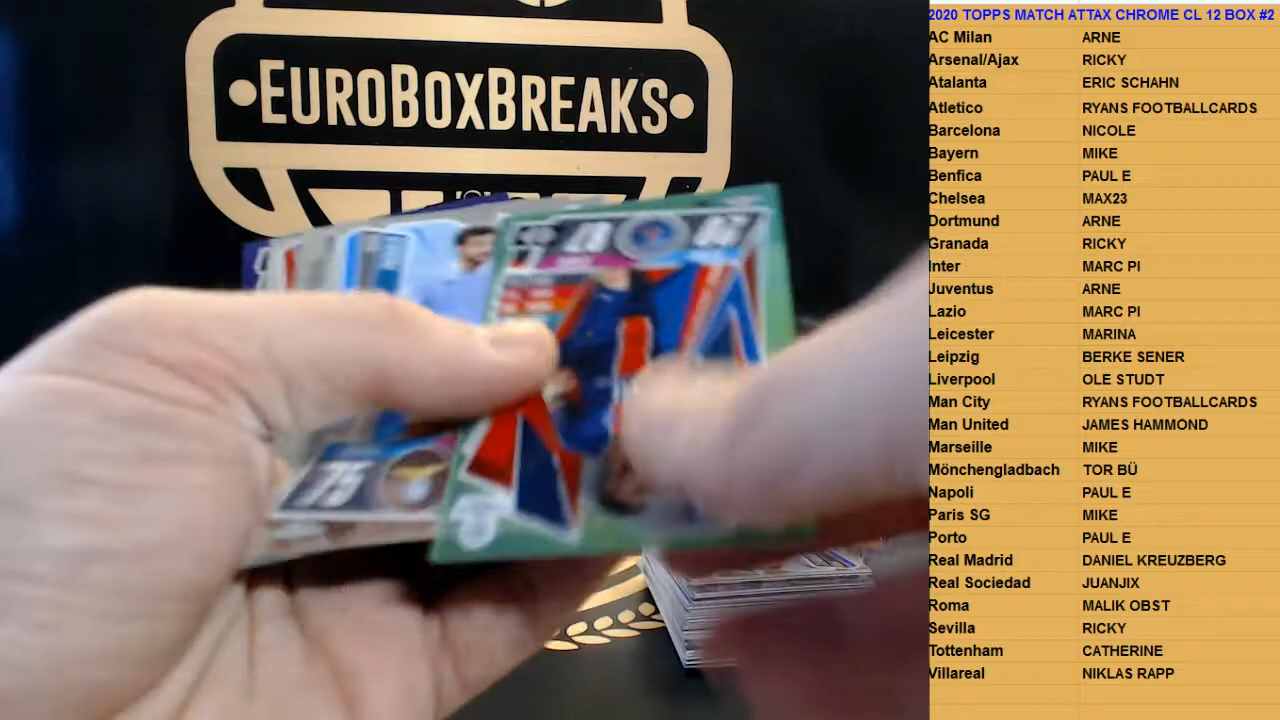 EUROBOXBREAKS
75
2020 TOPPS MATCH ATTAX CHROME CL 12 BOX #2
AC Milan ARNE
Arsenal/Ajax RICKY
Atalanta ERIC SCHAHN
Atletico RYANS FOOTBALLCARDS
Barcelona NICOLE
Bayern MIKE
Benfica PAUL E
Chelsea MAX23
Dortmund ARNE
Granada RICKY
Inter MARC PI
Juventus ARNE
Lazio MARC PI
Leicester MARINA
Leipzig BERKE SENER
Liverpool OLE STUDT
Man City RYANS FOOTBALLCARDS
Man United JAMES HAMMOND
Marseille MIKE
Mönchengladbach TOR BÜ
Napoli PAUL E
Paris SG MIKE
Porto PAUL E
Real Madrid DANIEL KREUZBERG
Real Sociedad JUANJIX
Roma MALIK OBST
Sevilla RICKY
Tottenham CATHERINE
Villareal NIKLAS RAPP